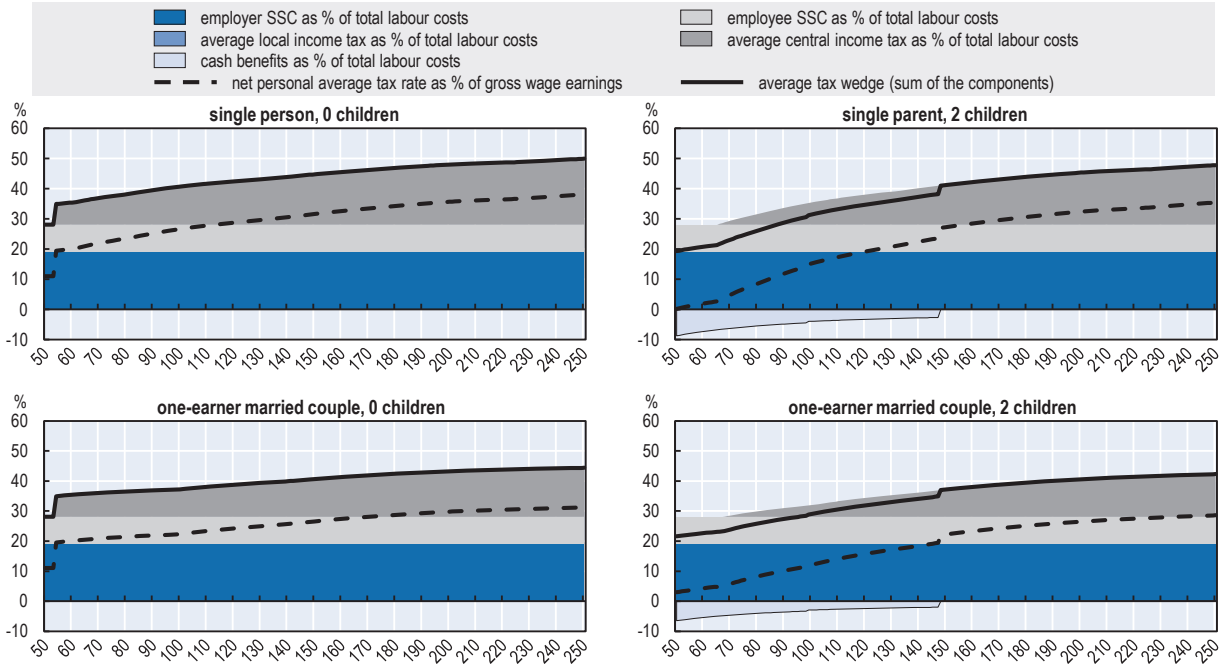 employer SSC as % of total labour costs
employee SSC as % of total labour costs
average local income tax as % of total labour costs
average central income tax as % of total labour costs
cash benefits as % of total labour costs
net personal average tax rate as % of gross wage earnings
average tax wedge (sum of the components)
%
single person, 0 children
60
50
40
30
20
10
0
-10
50 60 70 80 90 100 110 120 130 140 150 160 170 180 190 200 210 220 230 240 250
%
single parent, 2 children
60
50
40
30
20
10
0
-10
50 60 70 80 90 100 110 120 130 140 150 160 170 180 190 200 210 220 230 240 250
%
one-earner married couple, 0 children
60
50
40
30
20
10
0
-10
50 60 70 80 90 100 110 120 130 140 150 160 170 180 190 200 210 220 230 240 250
%
one-earner married couple, 2 children
60
50
40
30
20
10
0
-10
50 60 70 80 90 100 110 120 130 140 150 160 170 180 190 200 210 220 230 240 250